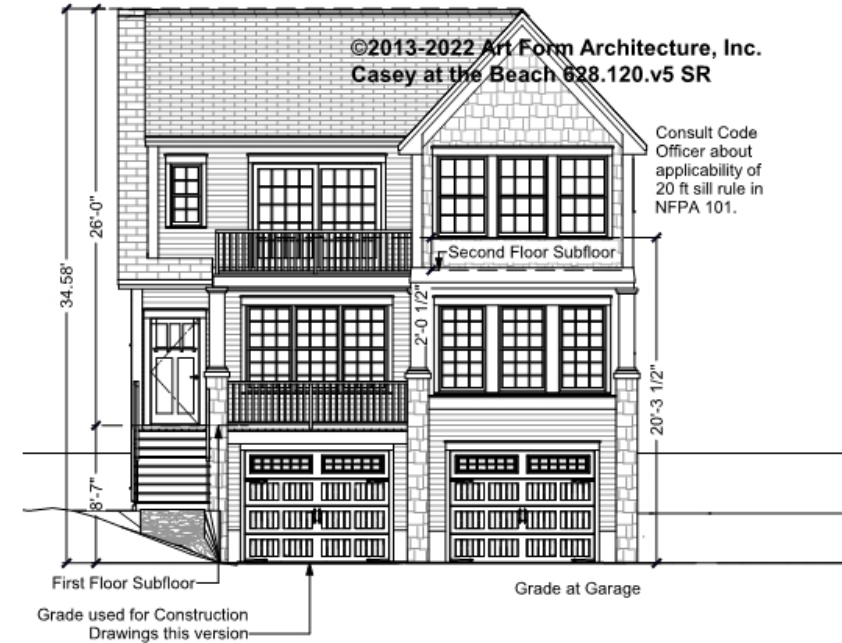 ©2013-2022 Art Form Architecture, Inc.
Casey at the Beach 628.120.v5 SR
Consult Code
Officer about
applicability of
20 ft sill rule in
NFPA 101.
26'-0"
34.58'
Second Floor Subfloor
2'-0 1/2"
20'-3 1/2"
8'-7"
First Floor Subfloor
Grade at Garage
Grade used for Construction
Drawings this version